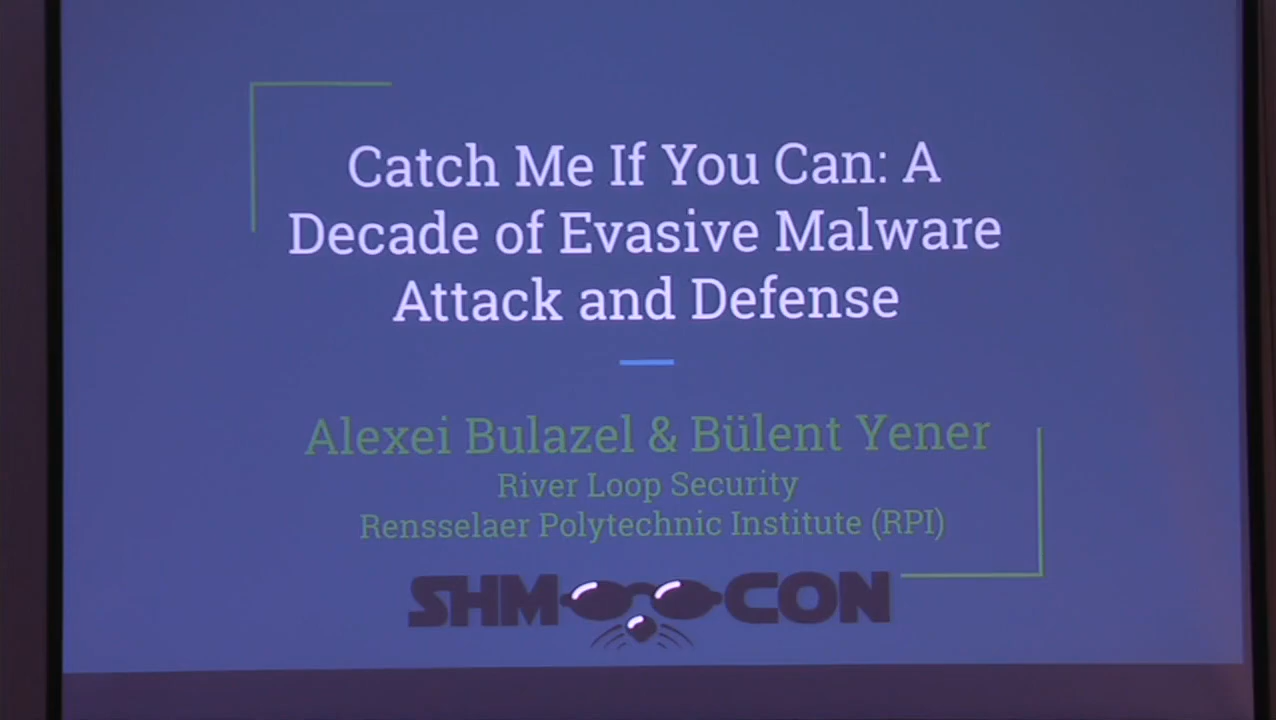 Catch Me If You Can: A
Decade of Evasive Malware
Attack and Defense
Alexei Bulazel & Bülent Yener
River Loop Security
Rensselaer Polytechnic Institute (RPI)
SHMOOCON